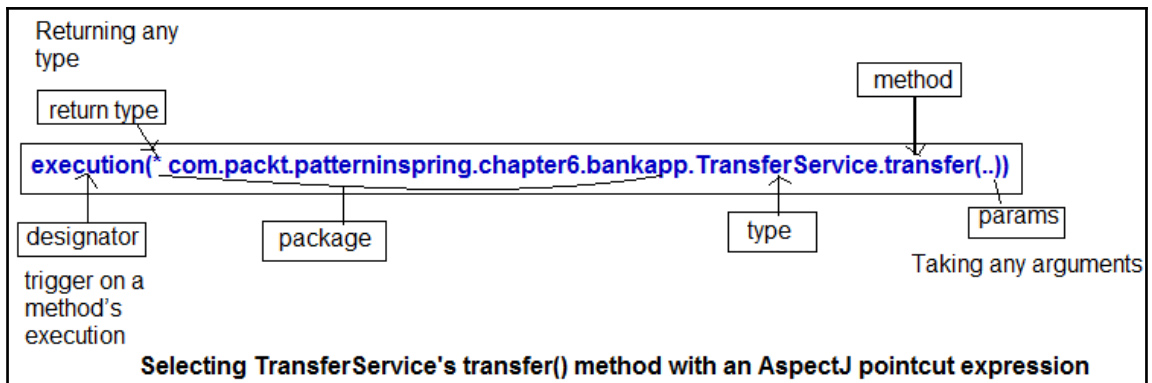 Returning any
type
return type
method
execution(* com.packt.patterninspring.chapter6.bankapp.TransferService.transfer(..))
designator
package
type
params
trigger on a
method's
execution
Taking any arguments
Selecting TransferService's transfer() method with an AspectJ pointcut expression